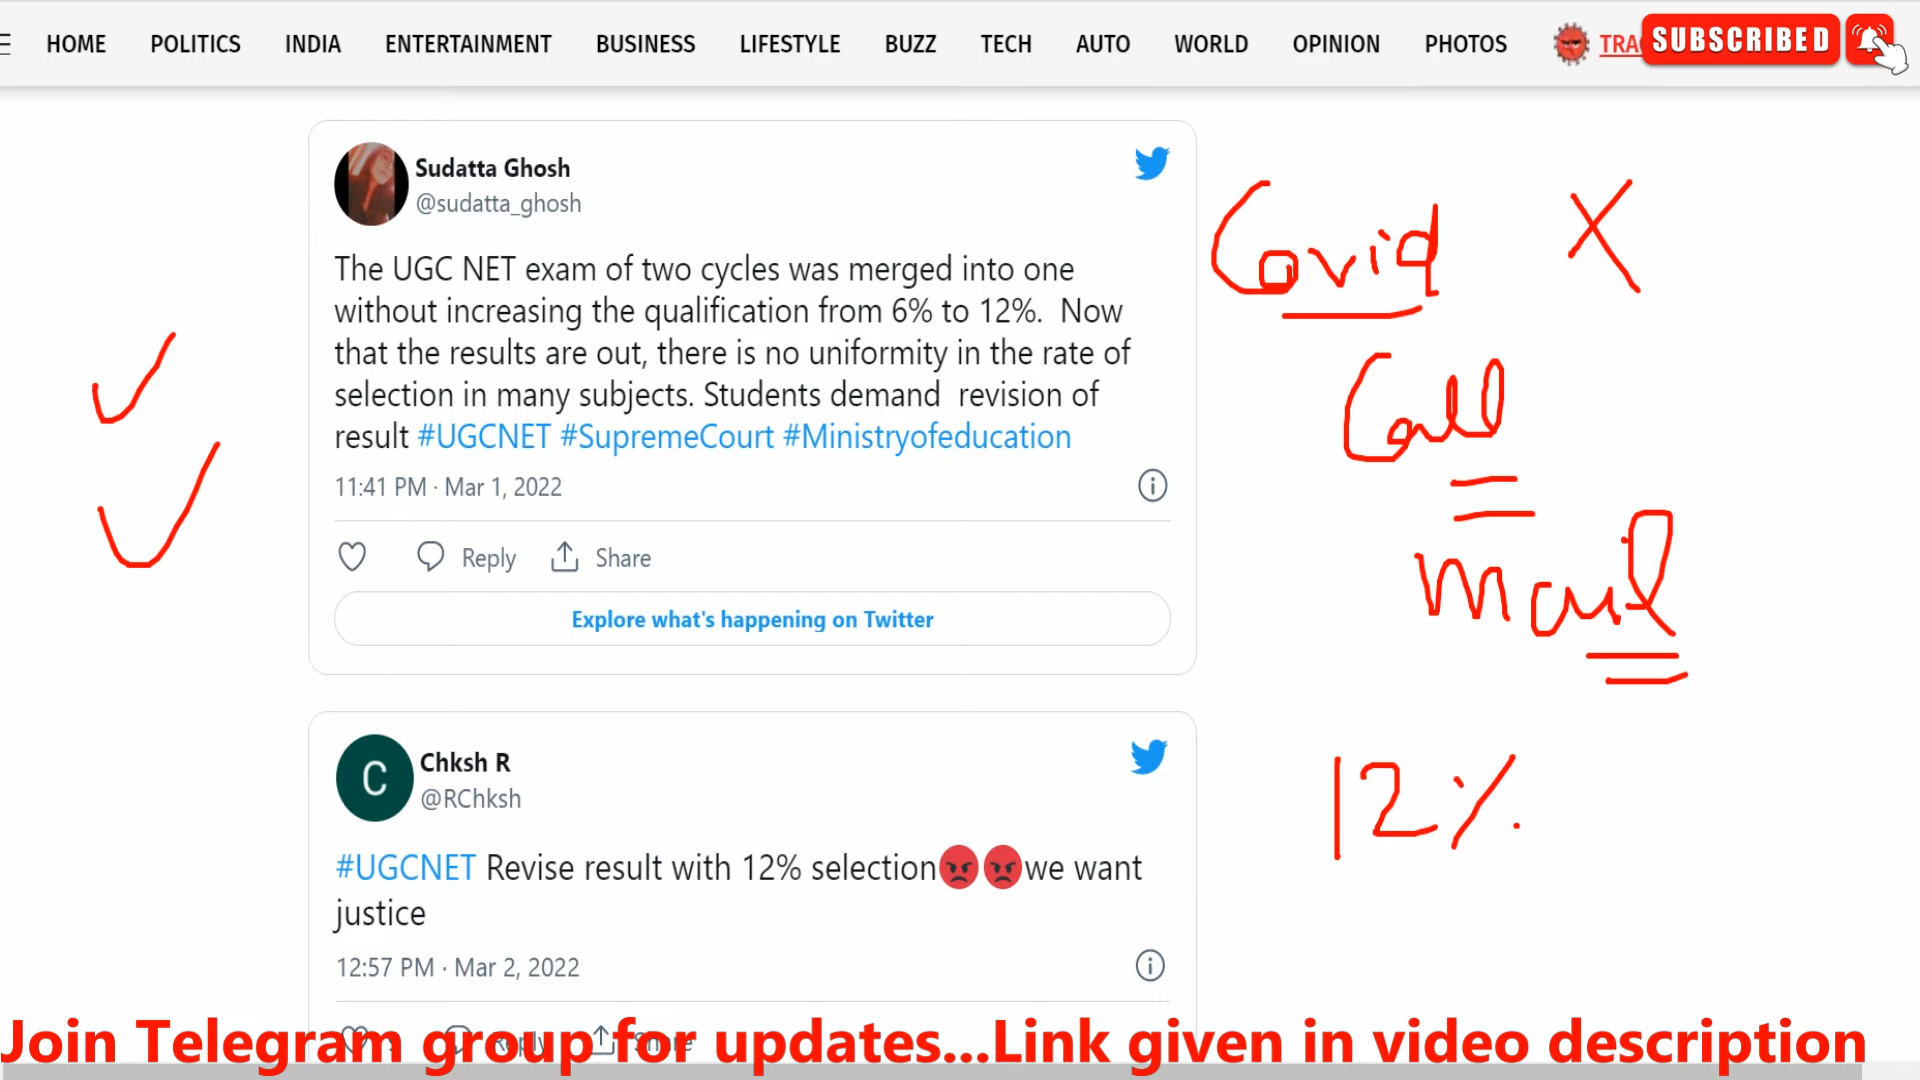 HOME POLITICS INDIA ENTERTAINMENT BUSINESS LIFESTYLE BUZZ TECH AUTO WORLD OPINION PHOTOS TRA SUBSCRIBED
Sudatta Ghosh
@sudatta_ghosh
The UGC NET exam of two cycles was merged into one
without increasing the qualification from 6% to 12%. Now
that the results are out, there is no uniformity in the rate of
selection in many subjects. Students demand revision of
result #UGCNET #SupremeCourt #Ministryofeducation
11:41 PM · Mar 1, 2022
Reply Share
Explore what's happening on Twitter
Covid X
Call
Mail
12%
Chksh R
@RChksh
C
#UGCNET Revise result with 12% selection😡😡we want
justice
12:57 PM · Mar 2, 2022
Reply Share
Join Telegram group for updates...Link given in video description